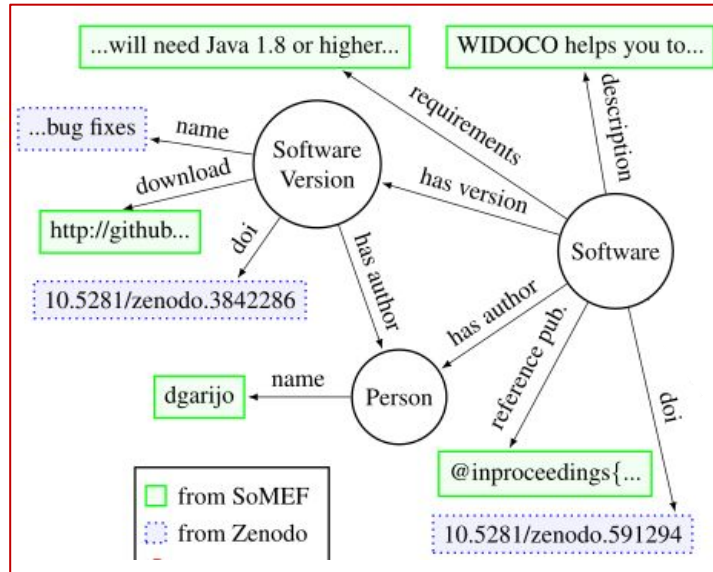 ...will need Java 1.8 or higher...
WIDOCO helps you to...
...bug fixes
name
requirements
description
Software
Version
download
has version
http://github...
doi
Software
10.5281/zenodo.3842286
has author
has author
reference pub.
doi
dgarijo
name
Person
@inproceedings{...
from SoMEF
from Zenodo
10.5281/zenodo.591294